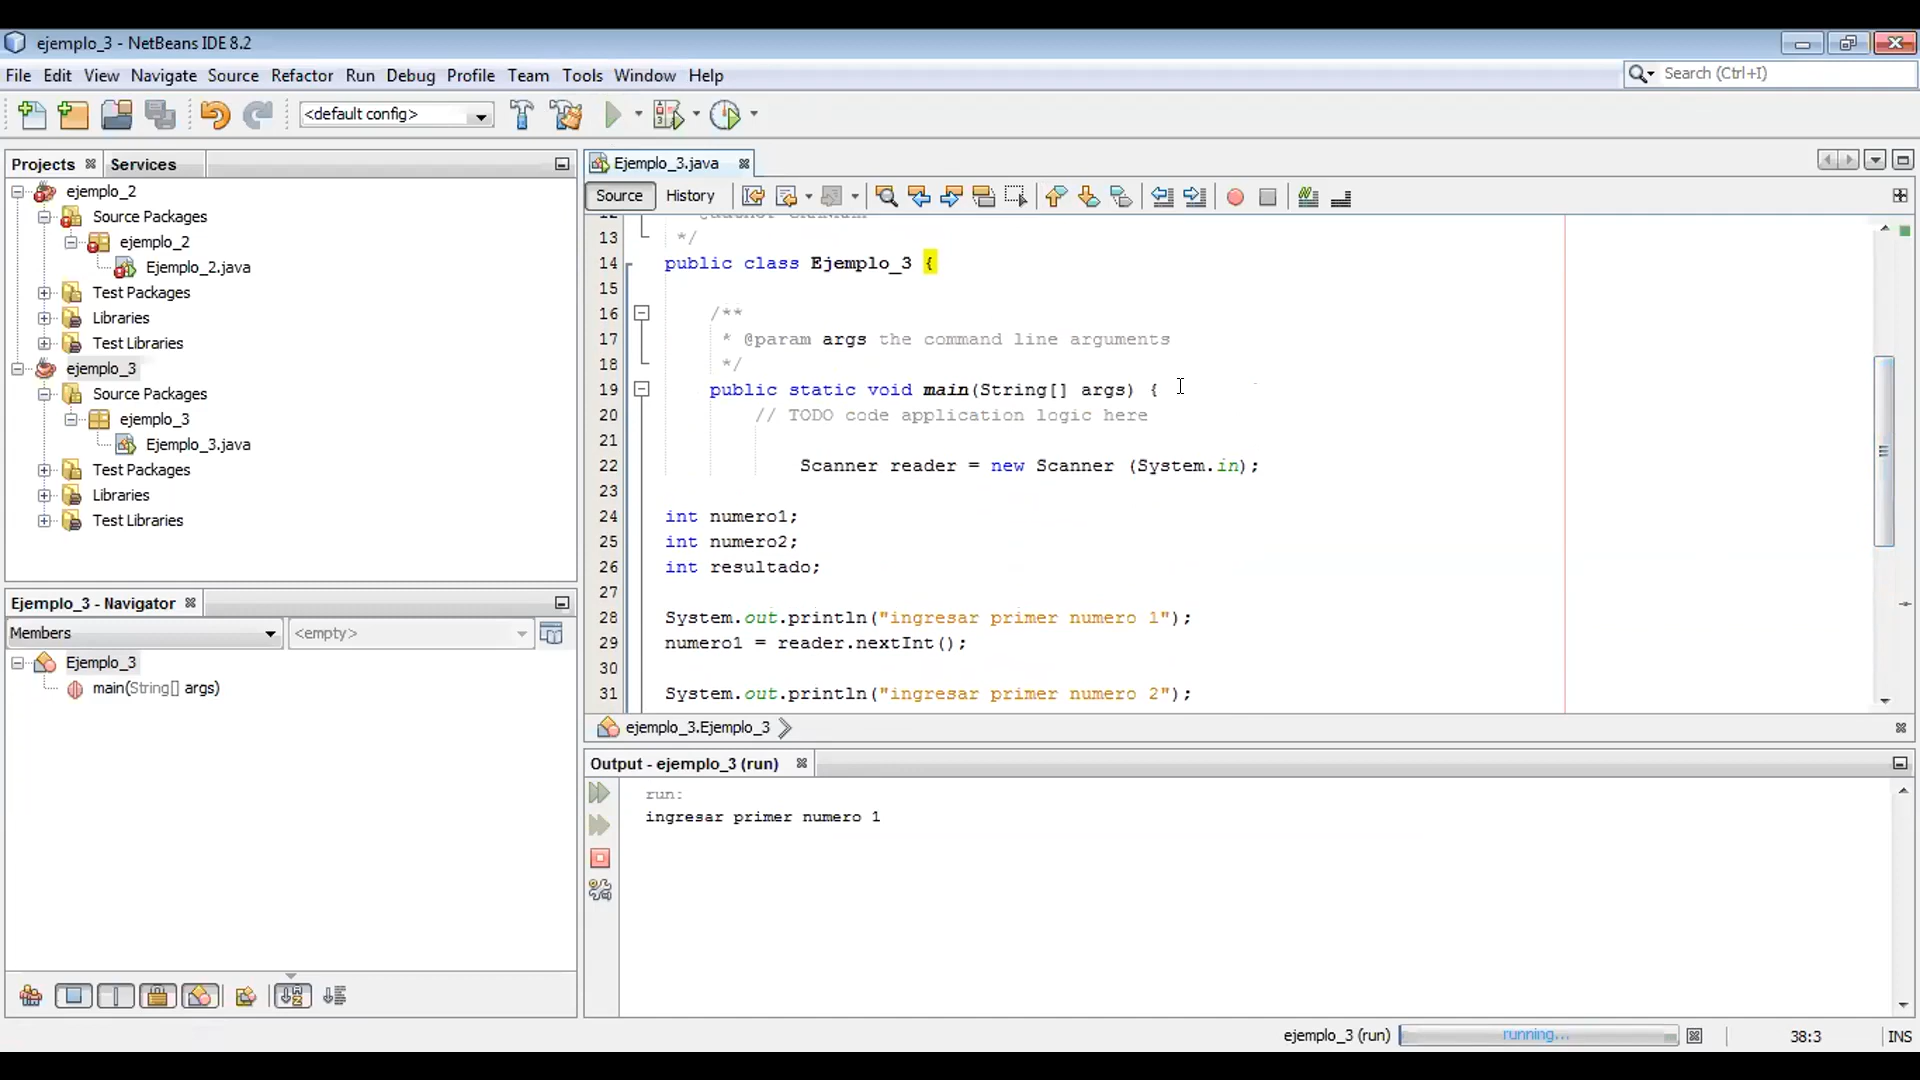 ejemplo_3 - NetBeans IDE 8.2
File Edit View Navigate Source Refactor Run Debug Profile Team Tools Window Help
Search (Ctrl+I)
<default config>
Projects Services
ejemplo_2
Source Packages
ejemplo_2
Ejemplo_2.java
Test Packages
Libraries
Test Libraries
ejemplo_3
Source Packages
ejemplo_3
Ejemplo_3.java
Test Packages
Libraries
Test Libraries
Ejemplo_3 - Navigator
Members <empty>
Ejemplo_3
main(String[] args)
Ejemplo_3.java
Source History
12
13 */
14 public class Ejemplo_3 {
15
16 /**
17 * @param args the command line arguments
18 */
19 public static void main(String[] args) {
20 // TODO code application logic here
21
22 Scanner reader = new Scanner (System.in);
23
24 int numero1;
25 int numero2;
26 int resultado;
27
28 System.out.println("ingresar primer numero 1");
29 numero1 = reader.nextInt();
30
31 System.out.println("ingresar primer numero 2");
ejemplo_3.Ejemplo_3
Output - ejemplo_3 (run)
run:
ingresar primer numero 1
ejemplo_3 (run) running... 38:3 INS